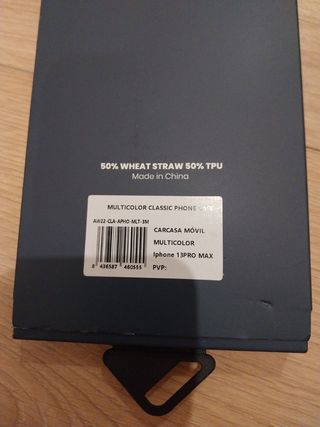 50% WHEAT STRAW 50% TPU
Made in China
MULTICOLOR CLASSIC PHONE
AW22-CLA-APHO-MLT-3M
CARCASA MÓVIL
MULTICOLOR
Iphone 13PRO MAX
PVP:
8 436587 460555